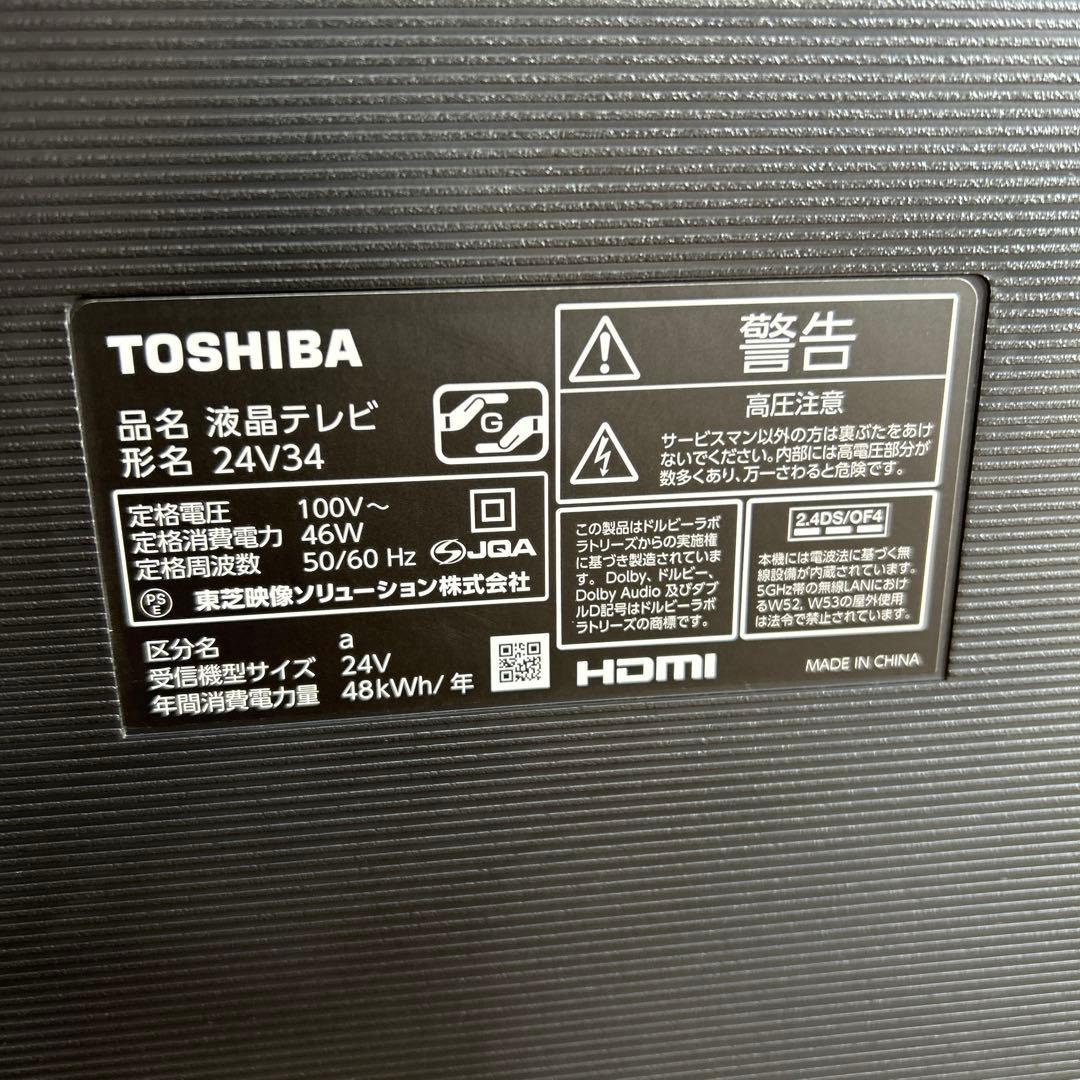 TOSHIBA
品名 液晶テレビ
形名 24V34
G
定格電圧 100V～
定格消費電力 46W
定格周波数 50/60 Hz
JQA
PS
E
東芝映像ソリューション株式会社
区分名 a
受信機型サイズ 24V
年間消費電力量 48kWh/年
警告
高圧注意
サービスマン以外の方は裏ぶたをあけ
ないでください。内部には高電圧部分が
数多くあり、万一さわると危険です。
この製品はドルビーラボ
ラトリーズからの実施権
に基づき製造されていま
す。Dolby、ドルビー、
Dolby Audio 及びダブ
ルD記号はドルビーラボ
ラトリーズの商標です。
2.4DS/OF4
本機には電波法に基づく無
線設備が内蔵されています。
5GHz帯の無線LANにおけ
るW52, W53の屋外使用
は法令で禁止されています。
HDMI
MADE IN CHINA